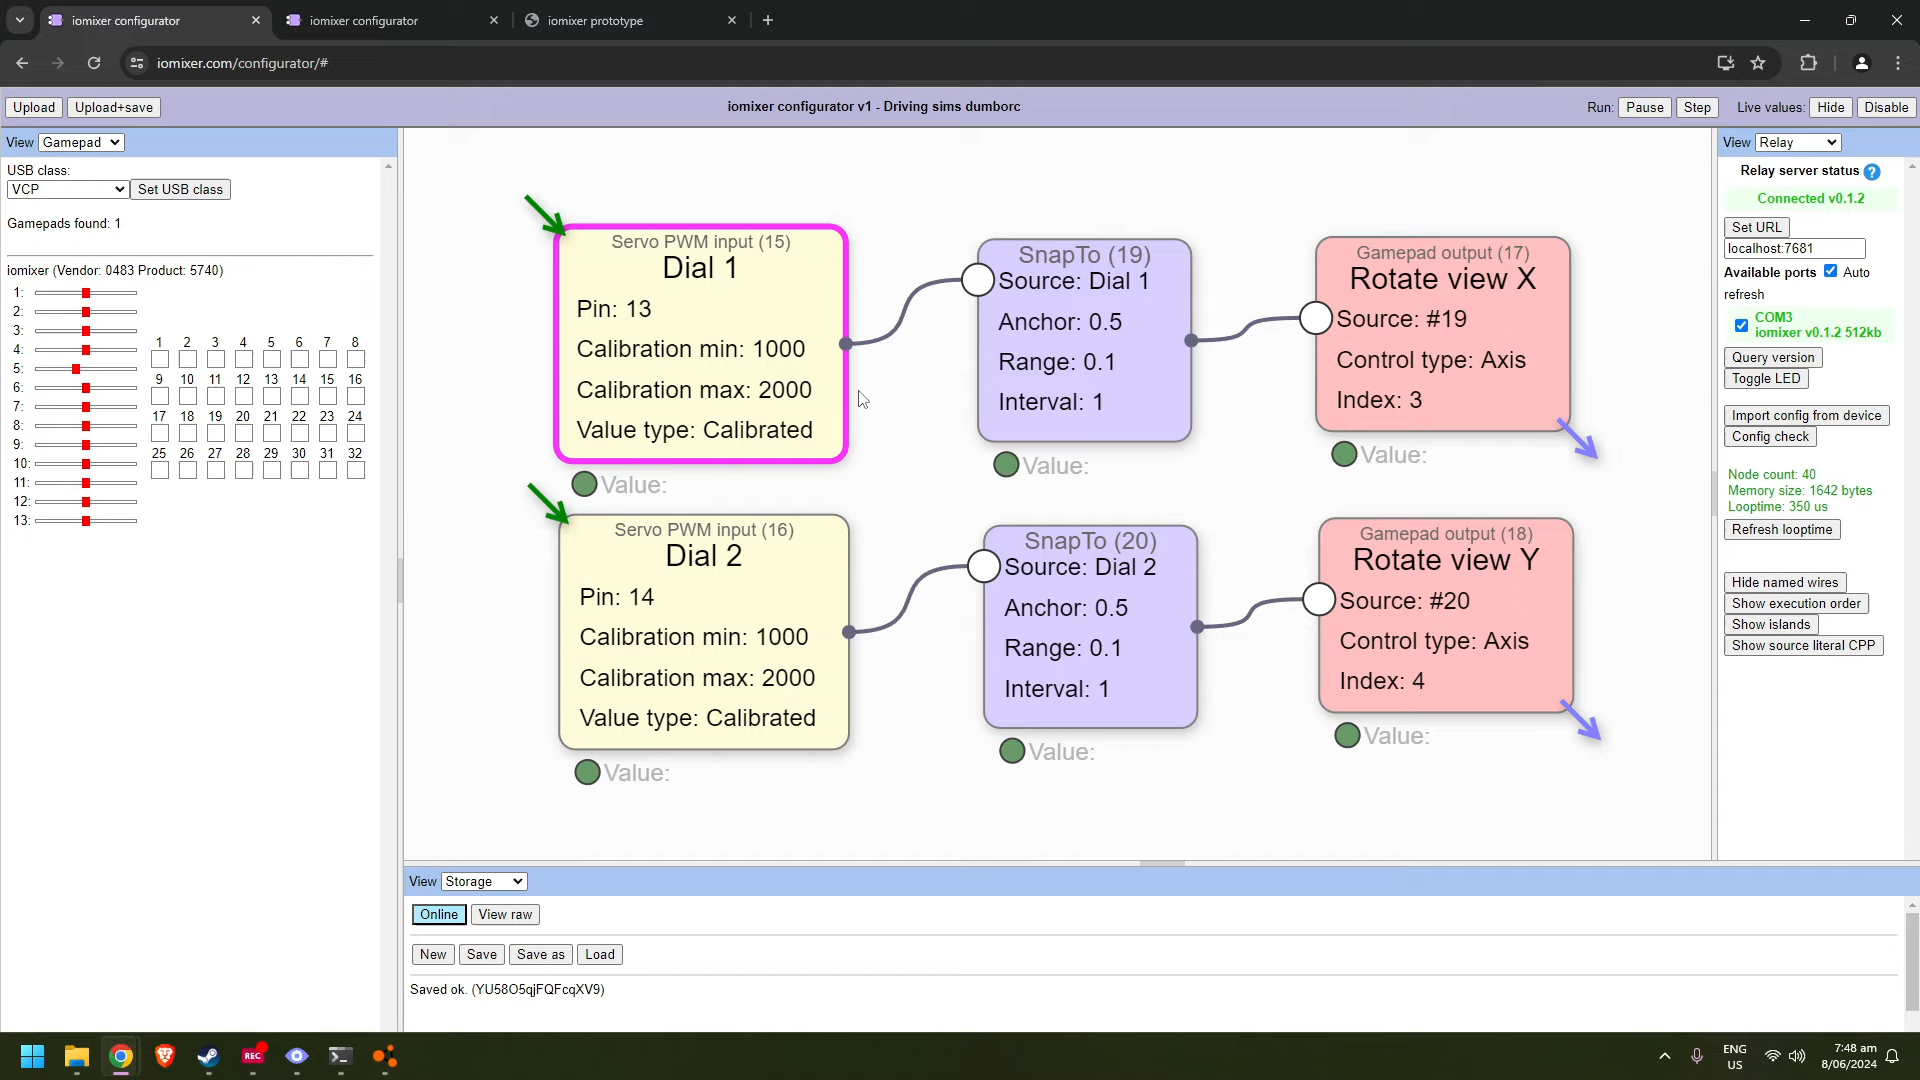 iomixer configurator
iomixer configurator
iomixer prototype
iomixer.com/configurator/#
Upload
Upload+save
iomixer configurator v1 - Driving sims dumborc
Run:
Pause
Step
Live values:
Hide
Disable
View
Gamepad
USB class:
VCP
Set USB class
Gamepads found: 1
iomixer (Vendor: 0483 Product: 5740)
1:
2:
3:
4:
5:
6:
7:
8:
9:
10:
11:
12:
13:
1 2 3 4 5 6 7 8
9 10 11 12 13 14 15 16
17 18 19 20 21 22 23 24
25 26 27 28 29 30 31 32
Servo PWM input (15)
Dial 1
Pin: 13
Calibration min: 1000
Calibration max: 2000
Value type: Calibrated
Value:
SnapTo (19)
Source: Dial 1
Anchor: 0.5
Range: 0.1
Interval: 1
Value:
Gamepad output (17)
Rotate view X
Source: #19
Control type: Axis
Index: 3
Value:
Servo PWM input (16)
Dial 2
Pin: 14
Calibration min: 1000
Calibration max: 2000
Value type: Calibrated
Value:
SnapTo (20)
Source: Dial 2
Anchor: 0.5
Range: 0.1
Interval: 1
Value:
Gamepad output (18)
Rotate view Y
Source: #20
Control type: Axis
Index: 4
Value:
View
Relay
Relay server status ?
Connected v0.1.2
Set URL
localhost:7681
Available ports Auto
refresh
COM3
iomixer v0.1.2 512kb
Query version
Toggle LED
Import config from device
Config check
Node count: 40
Memory size: 1642 bytes
Looptime: 350 us
Refresh looptime
Hide named wires
Show execution order
Show islands
Show source literal CPP
View
Storage
Online
View raw
New
Save
Save as
Load
Saved ok. (YU58O5qjFQFcqXV9)
REC
ENG
US
7:48 am
8/06/2024